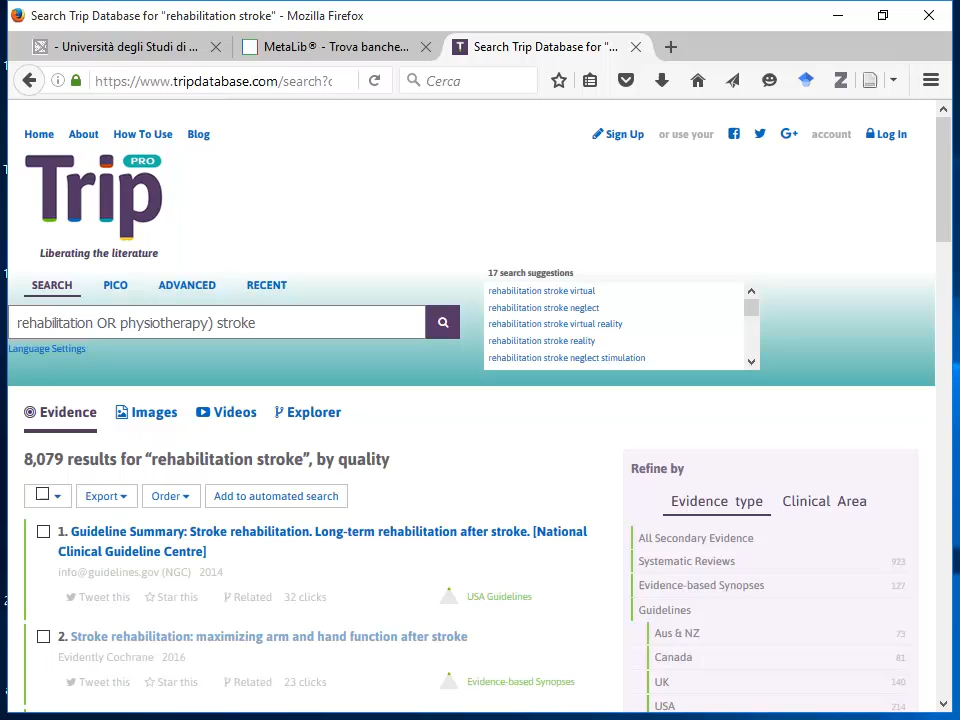 Search Trip Database for "rehabilitation stroke" - Mozilla Firefox
- Università degli Studi di ...
MetaLib® - Trova banche...
T
Search Trip Database for "...
https://www.tripdatabase.com/search?c
Cerca
Home
About
How To Use
Blog
Sign Up
or use your
G+
account
Log In
Trip
PRO
Liberating the literature
SEARCH
PICO
ADVANCED
RECENT
17 search suggestions
rehabilitation stroke virtual
rehabilitation stroke neglect
rehabilitation stroke virtual reality
rehabilitation stroke reality
rehabilitation stroke neglect stimulation
rehabilitation OR physiotherapy) stroke
Language Settings
Evidence
Images
Videos
Explorer
8,079 results for “rehabilitation stroke”, by quality
Export
Order
Add to automated search
1. Guideline Summary: Stroke rehabilitation. Long-term rehabilitation after stroke. [National
Clinical Guideline Centre]
info@guidelines.gov (NGC) 2014
Tweet this
Star this
Related
32 clicks
USA Guidelines
2. Stroke rehabilitation: maximizing arm and hand function after stroke
Evidently Cochrane 2016
Tweet this
Star this
Related
23 clicks
Evidence-based Synopses
Refine by
Evidence type
Clinical Area
All Secondary Evidence
Systematic Reviews 923
Evidence-based Synopses 127
Guidelines
Aus & NZ 73
Canada 81
UK 140
USA 214